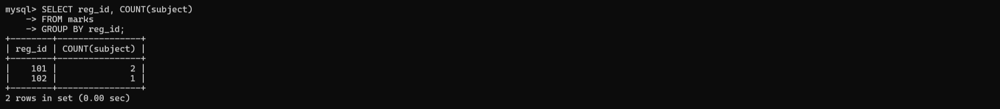 mysql> SELECT reg_id, COUNT(subject)
    -> FROM marks
    -> GROUP BY reg_id;
+--------+----------------+
| reg_id | COUNT(subject) |
+--------+----------------+
|    101 |              2 |
|    102 |              1 |
+--------+----------------+
2 rows in set (0.00 sec)